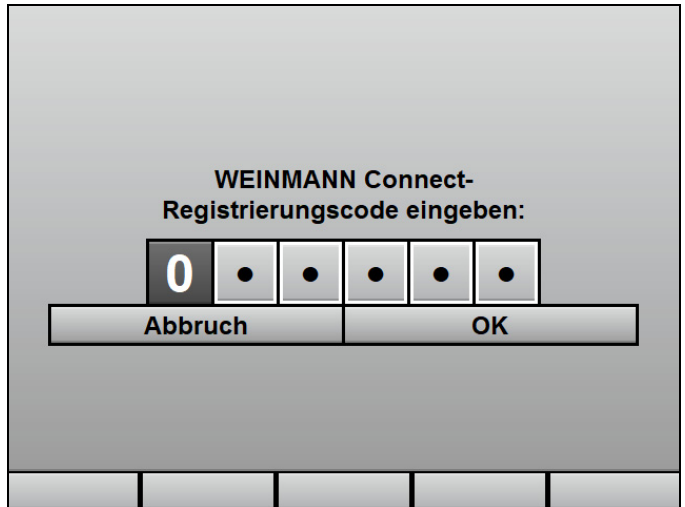 WEINMANN Connect-
Registrierungscode eingeben:
0 • • • • •
Abbruch OK